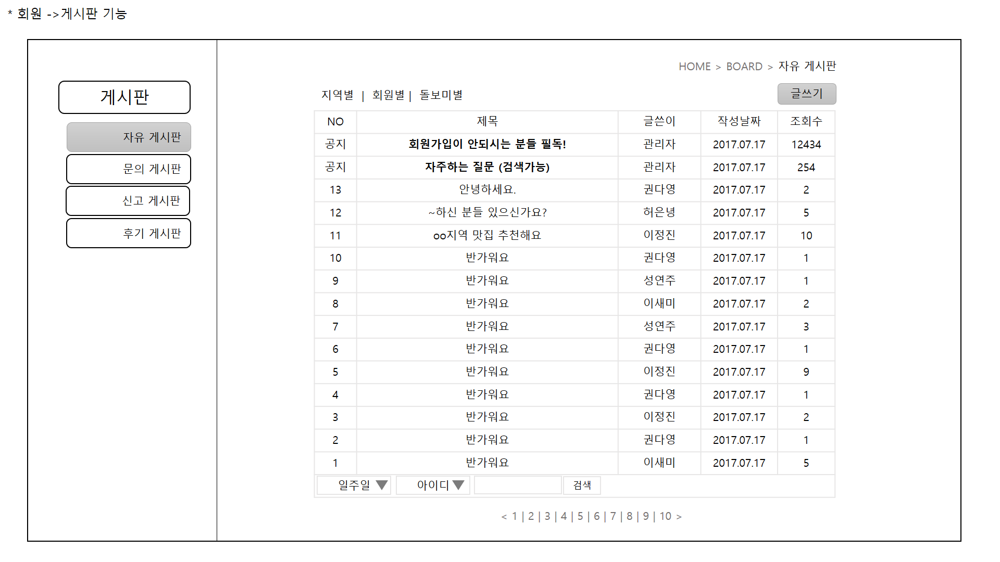 * 회원 ->게시판 기능
게시판
자유 게시판
문의 게시판
신고 게시판
후기 게시판
HOME > BOARD > 자유 게시판
지역별 | 회원별 | 돌보미별
글쓰기
NO 제목 글쓴이 작성날짜 조회수
공지 회원가입이 안되시는 분들 필독! 관리자 2017.07.17 12434
공지 자주하는 질문 (검색가능) 관리자 2017.07.17 254
13 안녕하세요. 권다영 2017.07.17 2
12 ~하신 분들 있으신가요? 허은녕 2017.07.17 5
11 oo지역 맛집 추천해요 이정진 2017.07.17 10
10 반가워요 권다영 2017.07.17 1
9 반가워요 성연주 2017.07.17 1
8 반가워요 이새미 2017.07.17 2
7 반가워요 성연주 2017.07.17 3
6 반가워요 권다영 2017.07.17 1
5 반가워요 이정진 2017.07.17 9
4 반가워요 권다영 2017.07.17 1
3 반가워요 이정진 2017.07.17 2
2 반가워요 권다영 2017.07.17 1
1 반가워요 이새미 2017.07.17 5
일주일 아이디 검색
< 1 | 2 | 3 | 4 | 5 | 6 | 7 | 8 | 9 | 10 >